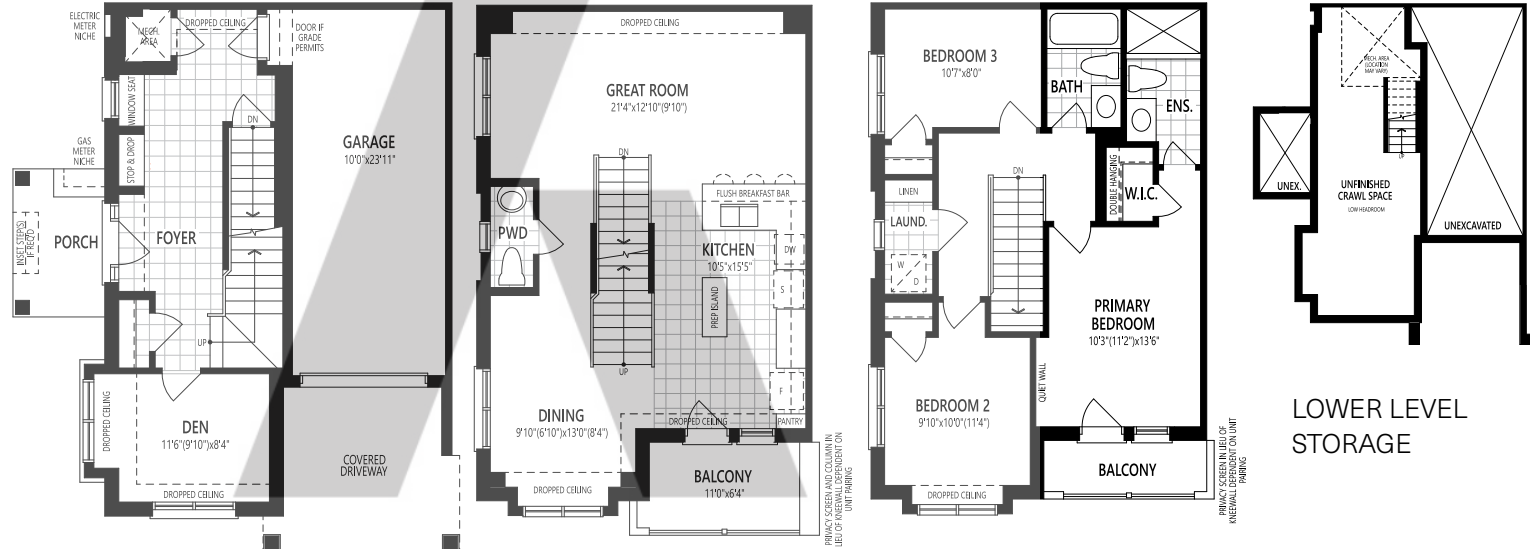 ELECTRIC
METER
NICHE
MECH.
AREA
DROPPED CEILING
DOOR IF
GRADE
PERMITS
WINDOW SEAT
DN
GAS
METER
NICHE
STOP & DROP
GARAGE
10'0"x23'11"
INSET STEP(S)
IF REQ'D
PORCH
FOYER
UP
DROPPED CEILING
DEN
11'6"(9'10")x8'4"
DROPPED CEILING
COVERED
DRIVEWAY
DROPPED CEILING
GREAT ROOM
21'4"x12'10"(9'10")
DN
FLUSH BREAKFAST BAR
PWD
KITCHEN
10'5"x15'5"
DW
S
PREP ISLAND
UP
F
DINING
9'10"(6'10")x13'0"(8'4")
DROPPED CEILING
PANTRY
BALCONY
11'0"x6'4"
DROPPED CEILING
PRIVACY SCREEN AND COLUMN IN
LIEU OF KNEEWALL DEPENDENT ON
UNIT PAIRING
BEDROOM 3
10'7"x8'0"
BATH
ENS.
DN
LINEN
DOUBLE HANGING
W.I.C.
LAUND.
W
D
PRIMARY
BEDROOM
10'3"(11'2")x13'6"
QUIET WALL
BEDROOM 2
9'10"x10'0"(11'4")
DROPPED CEILING
BALCONY
PRIVACY SCREEN IN LIEU OF
KNEEWALL DEPENDENT ON UNIT
PAIRING
MECH. AREA
(LOCATION
MAY VARY)
UP
UNEX.
UNFINISHED
CRAWL SPACE
LOW HEADROOM
UNEXCAVATED
LOWER LEVEL
STORAGE